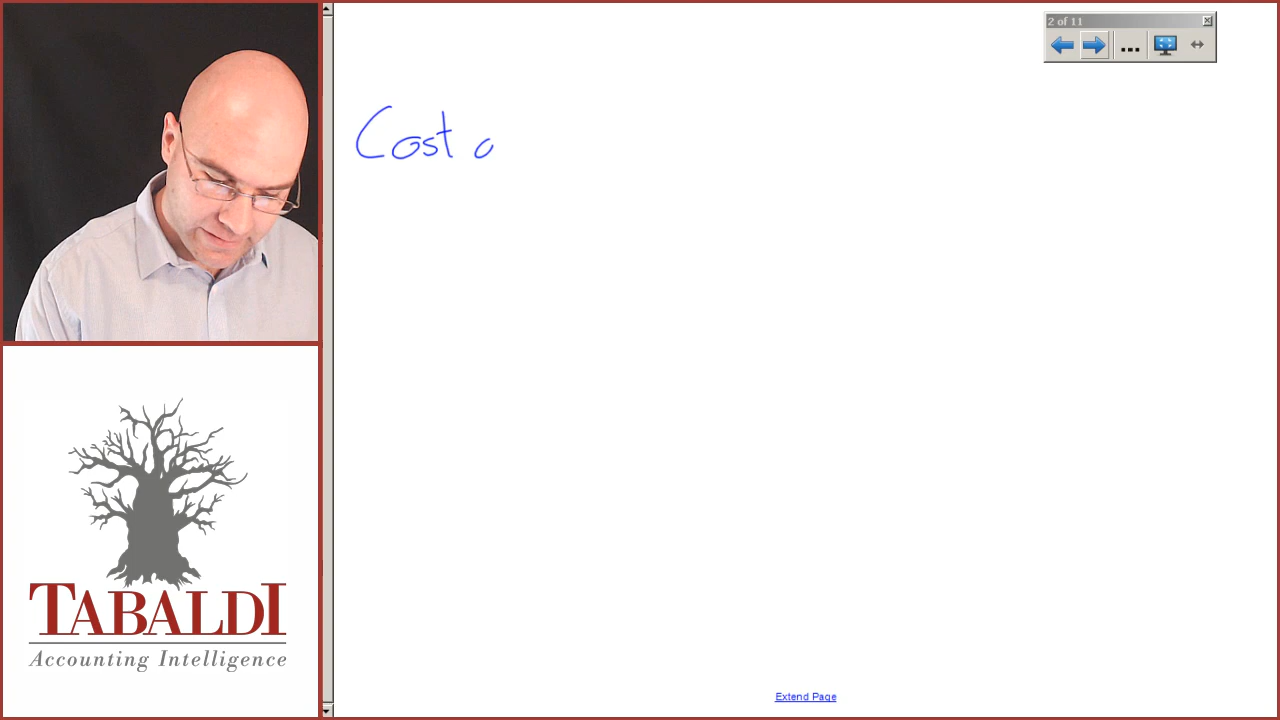 2 of 11
...
Cost o
TABALDI
Accounting Intelligence
Extend Page